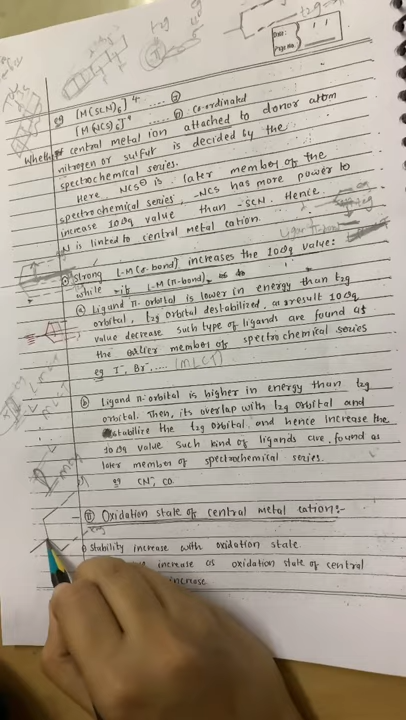 Date:
Page No:
eg [M(SCN)6]4- ..... ①
[M(NCS)6]4- ..... ② co-ordinated
Whether central metal ion attached to donor atom
nitrogen or sulfur is decided by the
spectrochemical series.
Here NCS⊖ is later member of the
spectrochemical series, -NCS has more power to
increase 10Dq value than -SCN. Hence
N is linked to central metal cation.
Strong L-M (σ-bond) increases the 10Dq value:
while L-M (π-bond)
ⓐ Ligand π-orbital is lower in energy than t2g
orbital, t2g orbital destabilized, as result 10Dq
value decrease such type of ligands are found as
the earlier member of spectrochemical series
eg I-, Br-, .... (MLCT)
ⓑ Ligand π-orbital is higher in energy than t2g
orbital. Then, its overlap with t2g orbital and
stabilize the t2g orbital and hence increase the
10Dq value such kind of ligands are found as
later member of spectrochemical series.
eg CN-, CO
ⓘⓘ Oxidation state of central metal cation:-
Stability increase with oxidation state.
increase as oxidation state of central
increase